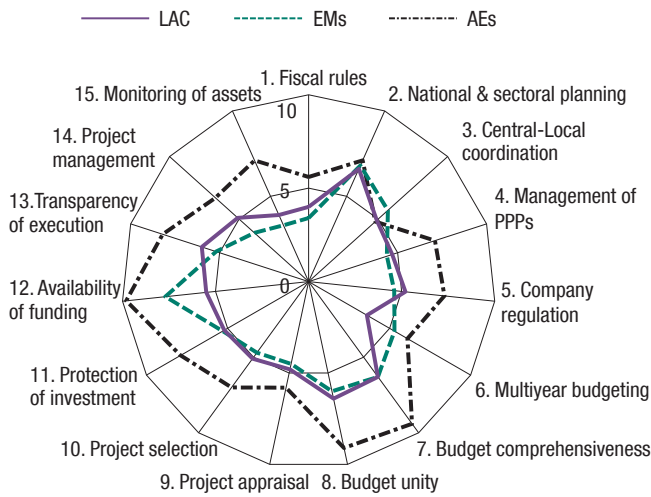 LAC EMs AEs
1. Fiscal rules
2. National & sectoral planning
3. Central-Local
coordination
4. Management of
PPPs
5. Company
regulation
6. Multiyear budgeting
7. Budget comprehensiveness
8. Budget unity
9. Project appraisal
10. Project selection
11. Protection
of investment
12. Availability
of funding
13.Transparency
of execution
14. Project
management
15. Monitoring of assets
10
5
0